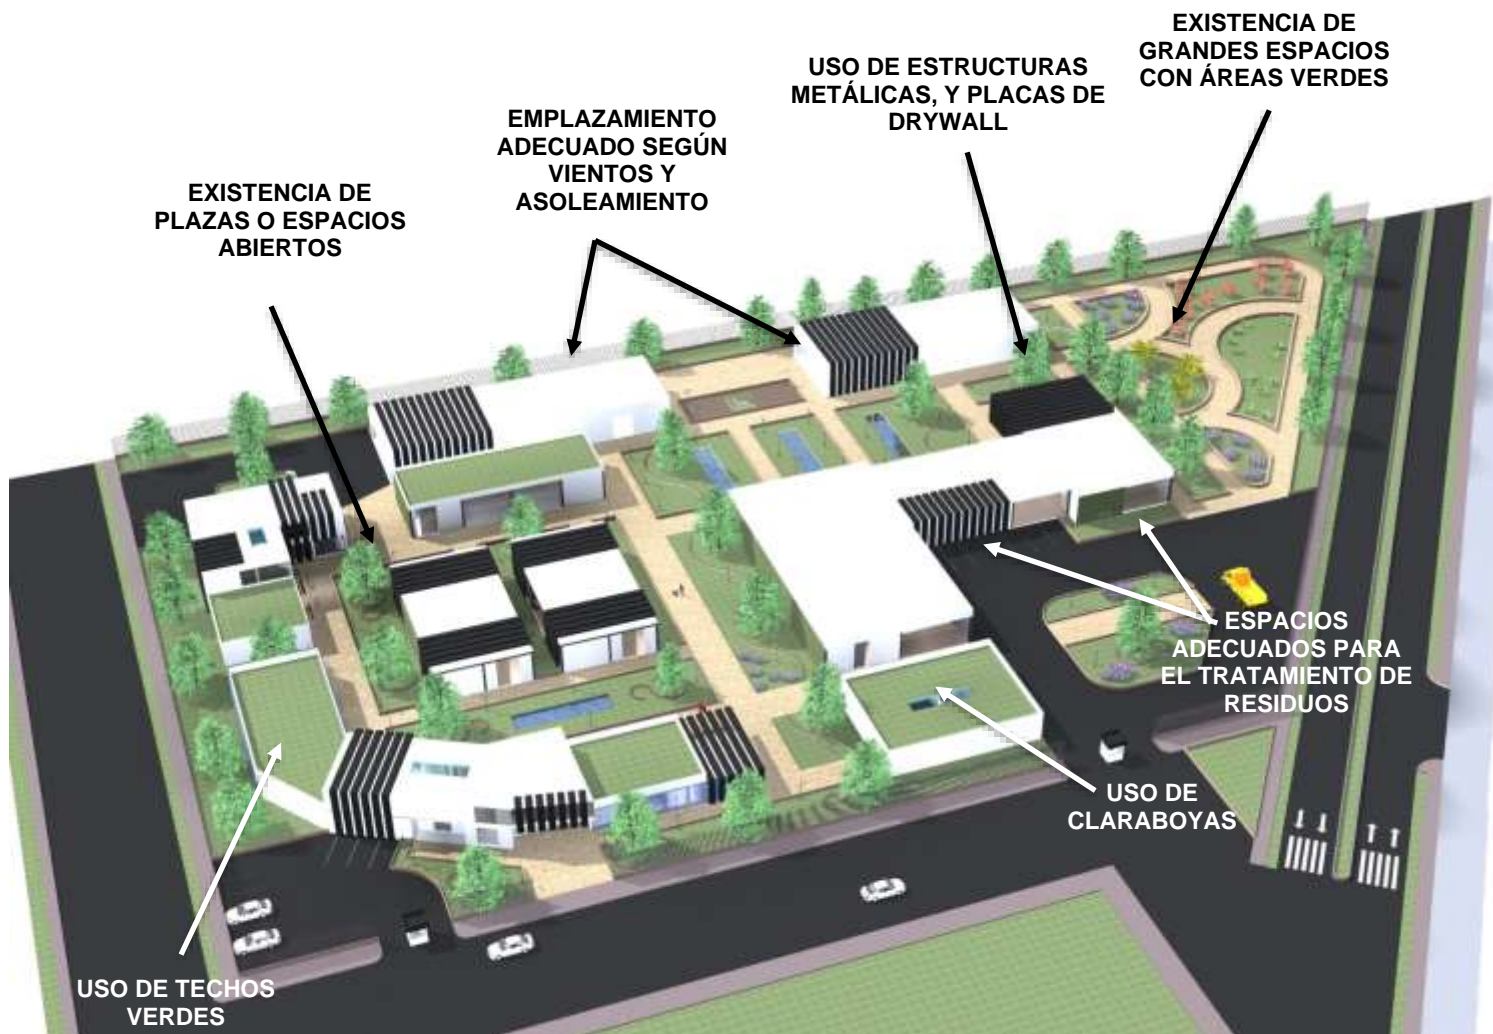 EXISTENCIA DE
GRANDES ESPACIOS
CON ÁREAS VERDES
USO DE ESTRUCTURAS
METÁLICAS, Y PLACAS DE
DRYWALL
EMPLAZAMIENTO
ADECUADO SEGÚN
VIENTOS Y
ASOLEAMIENTO
EXISTENCIA DE
PLAZAS O ESPACIOS
ABIERTOS
ESPACIOS
ADECUADOS PARA
EL TRATAMIENTO DE
RESIDUOS
USO DE
CLARABOYAS
USO DE TECHOS
VERDES